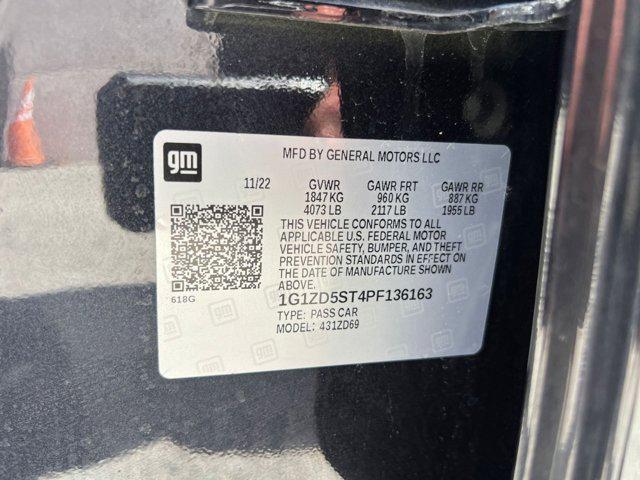 gm
MFD BY GENERAL MOTORS LLC
11/22 GVWR GAWR FRT GAWR RR
1847 KG 960 KG 887 KG
4073 LB 2117 LB 1955 LB
THIS VEHICLE CONFORMS TO ALL
APPLICABLE U.S. FEDERAL MOTOR
VEHICLE SAFETY, BUMPER, AND THEFT
PREVENTION STANDARDS IN EFFECT ON
THE DATE OF MANUFACTURE SHOWN
ABOVE.
618G
1G1ZD5ST4PF136163
TYPE: PASS CAR
MODEL: 431ZD69